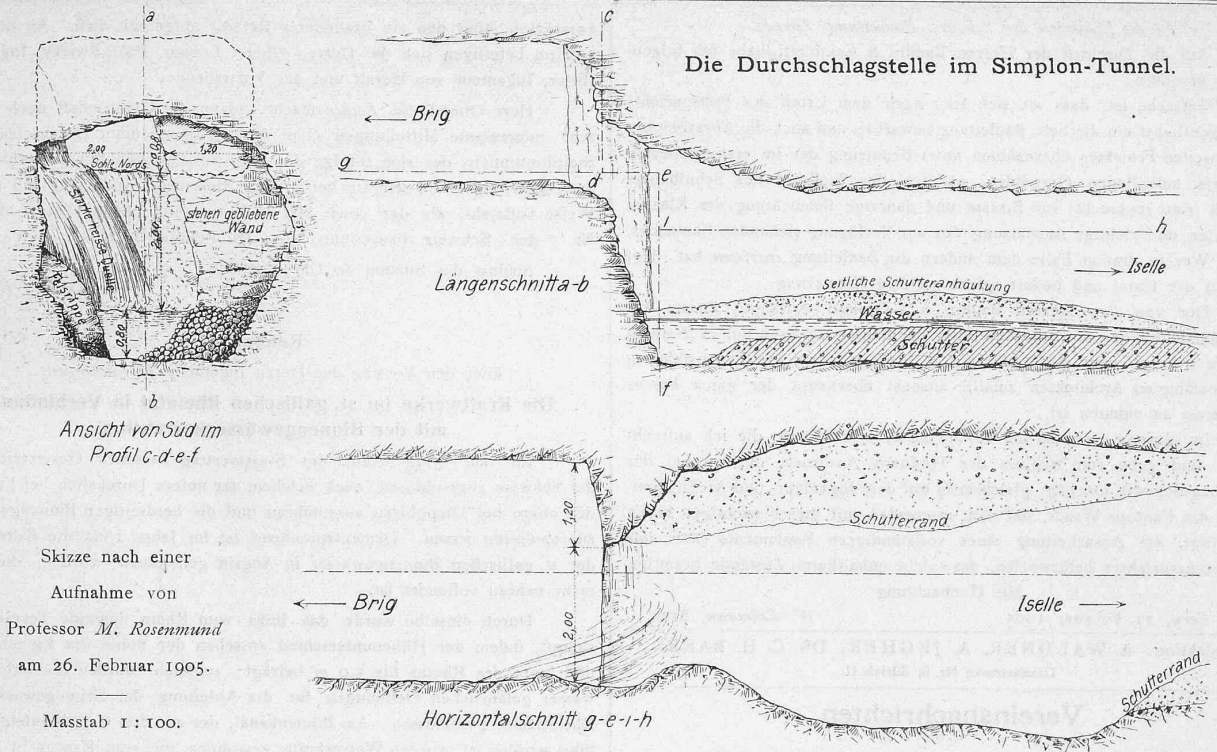 a
c
Die Durchschlagstelle im Simplon-Tunnel.
Brig
g
d
e
2,00
1,20
Sohle Nords.
Starke heisse Quelle
stehen gebliebene
Wand
Felsrippe
0,80
h
Iselle
Längenschnitt a-b
Seitliche Schutteranhäufung
Wasser
Schutter
b
f
Ansicht von Süd im
Profil c-d-e-f
1,20
Schutterrand
Skizze nach einer
Aufnahme von
Professor M. Rosenmund
am 26. Februar 1905.
Brig
Iselle
2,00
Schutterrand
Horizontalschnitt g-e-i-h
Masstab 1 : 100.